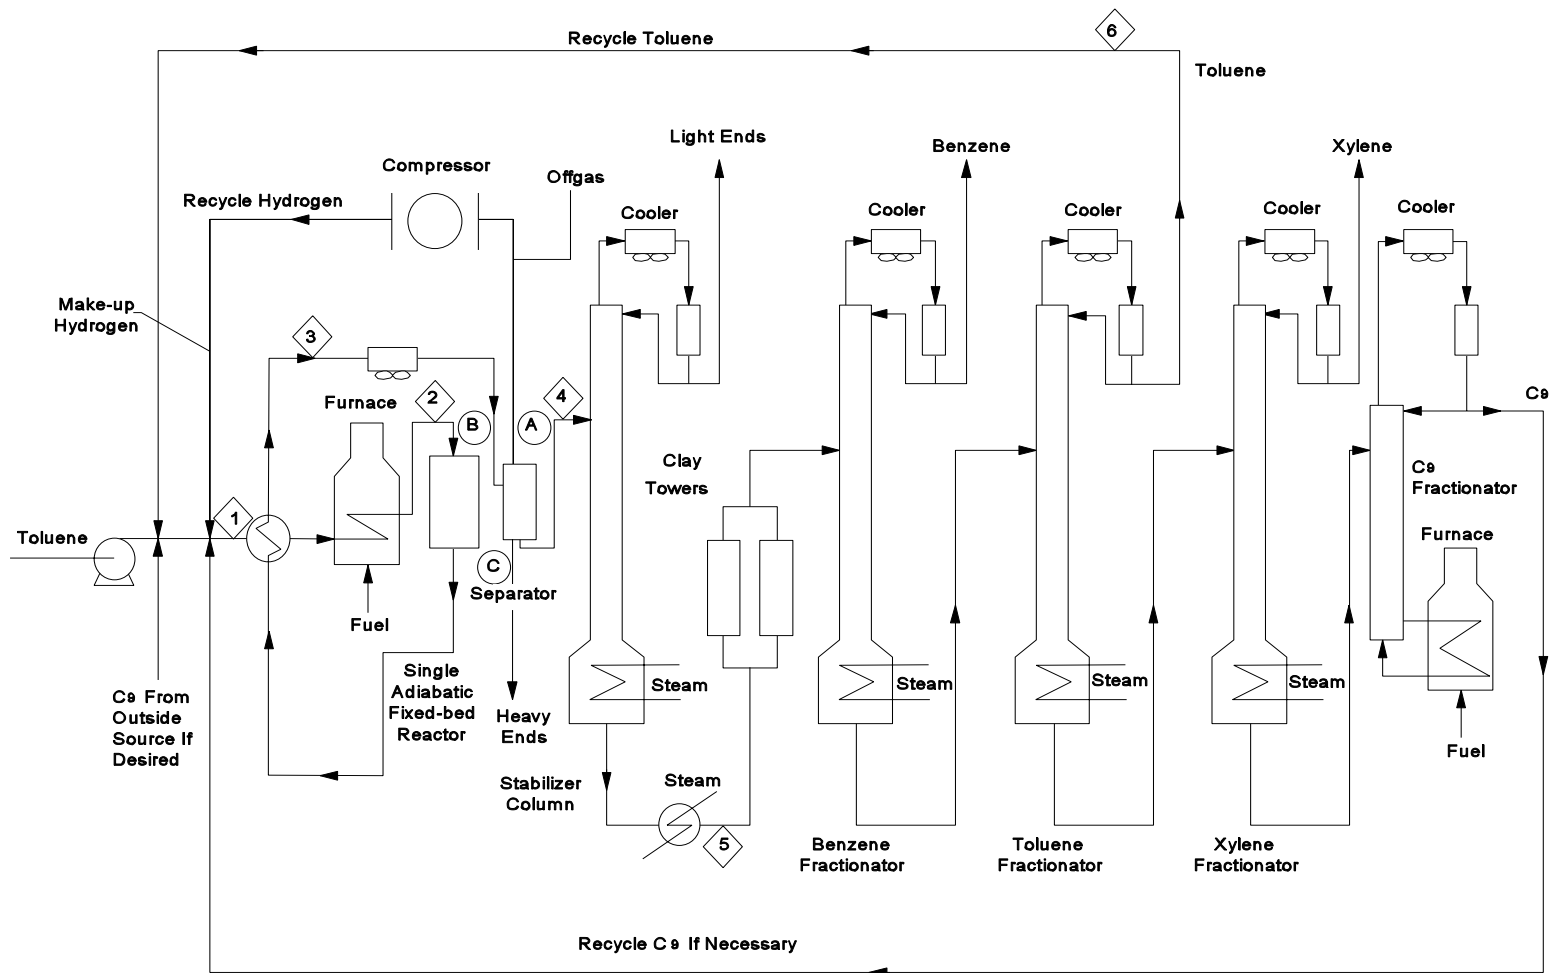 6
Recycle Toluene
Toluene
Light Ends
Benzene
Xylene
Compressor
Offgas
Recycle Hydrogen
Cooler
Cooler
Cooler
Cooler
Cooler
Make-up
Hydrogen
3
Furnace
2
B
A
4
C9
Clay
Towers
C9
Fractionator
1
Toluene
Furnace
C
Separator
Fuel
Single
Adiabatic
Fixed-bed
Reactor
Steam
Steam
Steam
Steam
C9 From
Outside
Source If
Desired
Heavy
Ends
Fuel
Stabilizer
Column
Steam
5
Benzene
Fractionator
Toluene
Fractionator
Xylene
Fractionator
Recycle C9 If Necessary